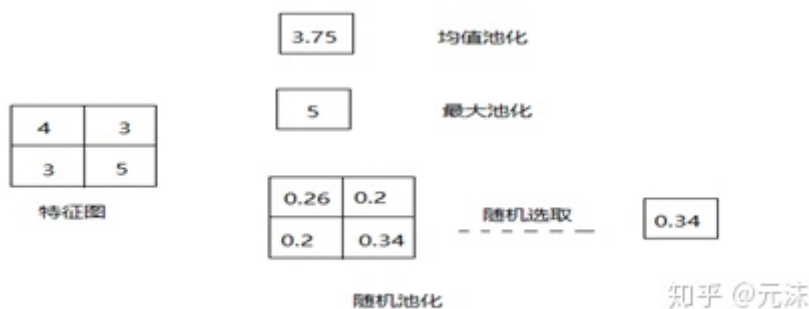 3.75 均值池化
5 最大池化
4 3
3 5
特征图
0.26 0.2
0.2 0.34
随机选取
0.34
随机池化
知乎 @元沫